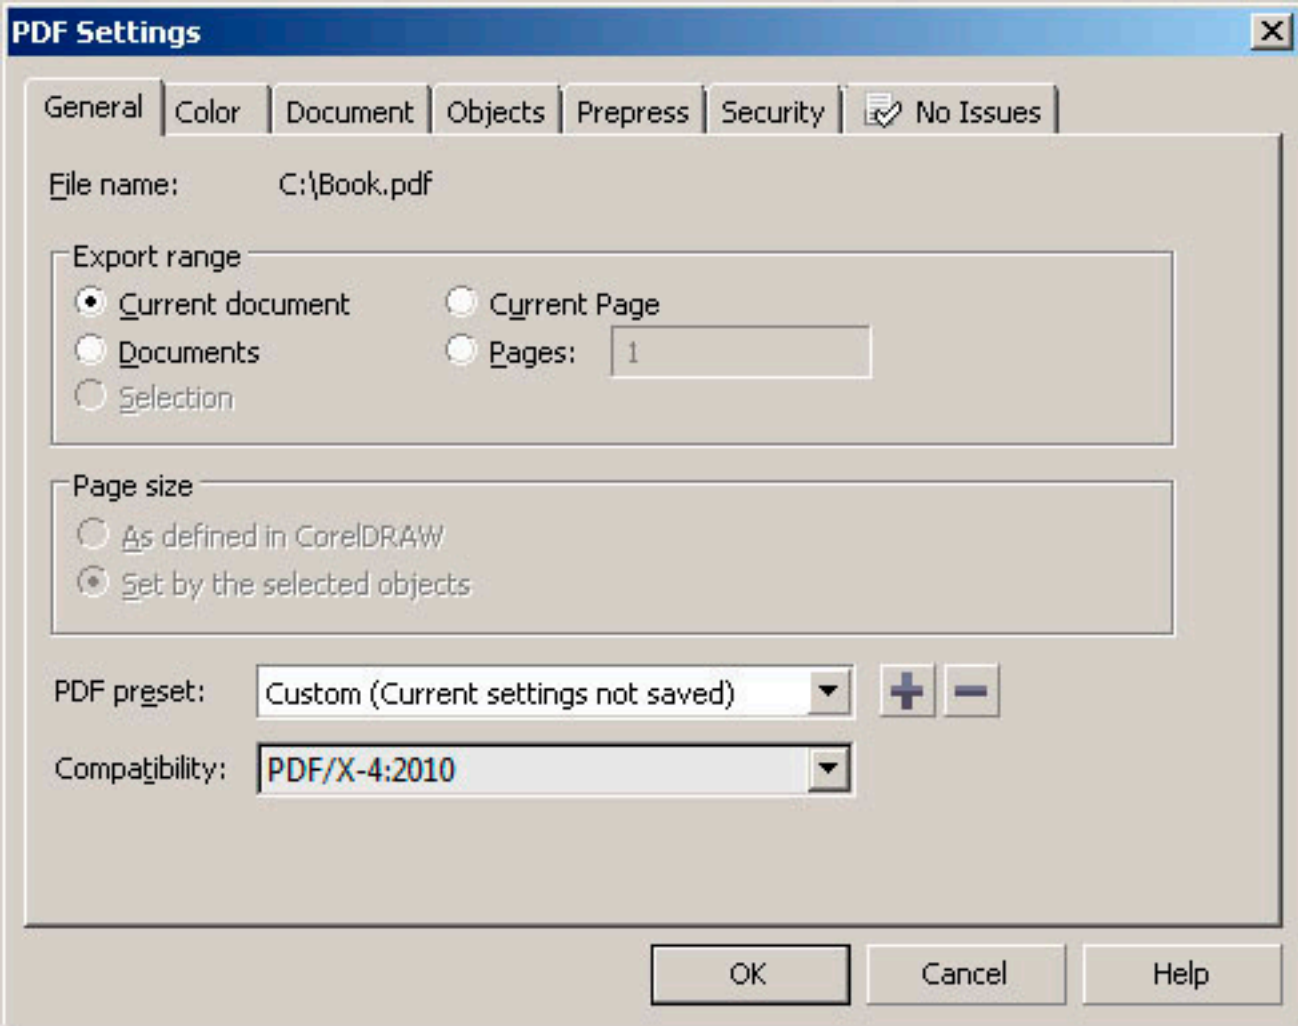 PDF Settings
General Color Document Objects Prepress Security No Issues
File name: C:\Book.pdf
Export range
Current document Current Page
Documents Pages: 1
Selection
Page size
As defined in CorelDRAW
Set by the selected objects
PDF preset: Custom (Current settings not saved)
Compatibility: PDF/X-4:2010
OK Cancel Help